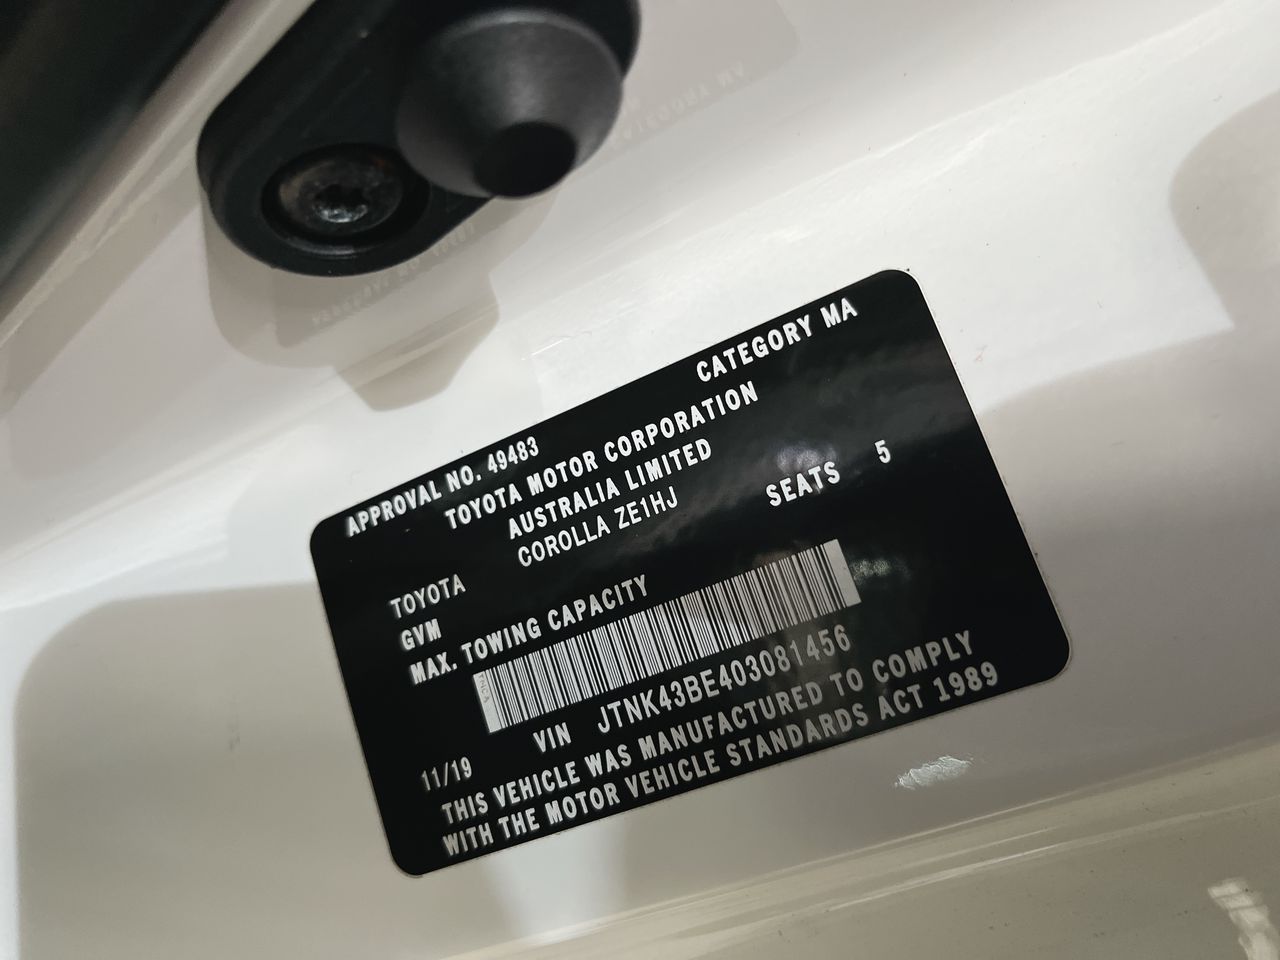 APPROVAL NO. 49483 CATEGORY MA
TOYOTA MOTOR CORPORATION
AUSTRALIA LIMITED
TOYOTA COROLLA ZE1HJ SEATS 5
GVM
MAX. TOWING CAPACITY
11/19 VIN JTNK43BE403081456
THIS VEHICLE WAS MANUFACTURED TO COMPLY
WITH THE MOTOR VEHICLE STANDARDS ACT 1989